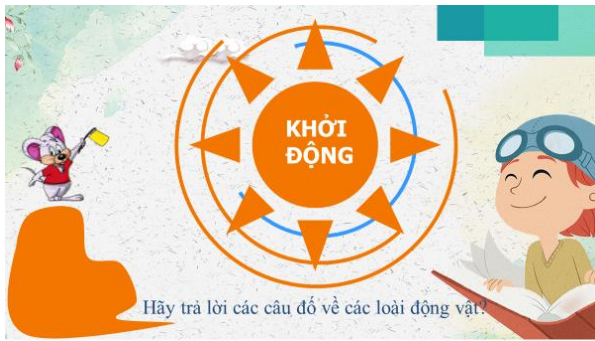 KHỞI
ĐỘNG
Hãy trả lời các câu đố về các loài động vật?